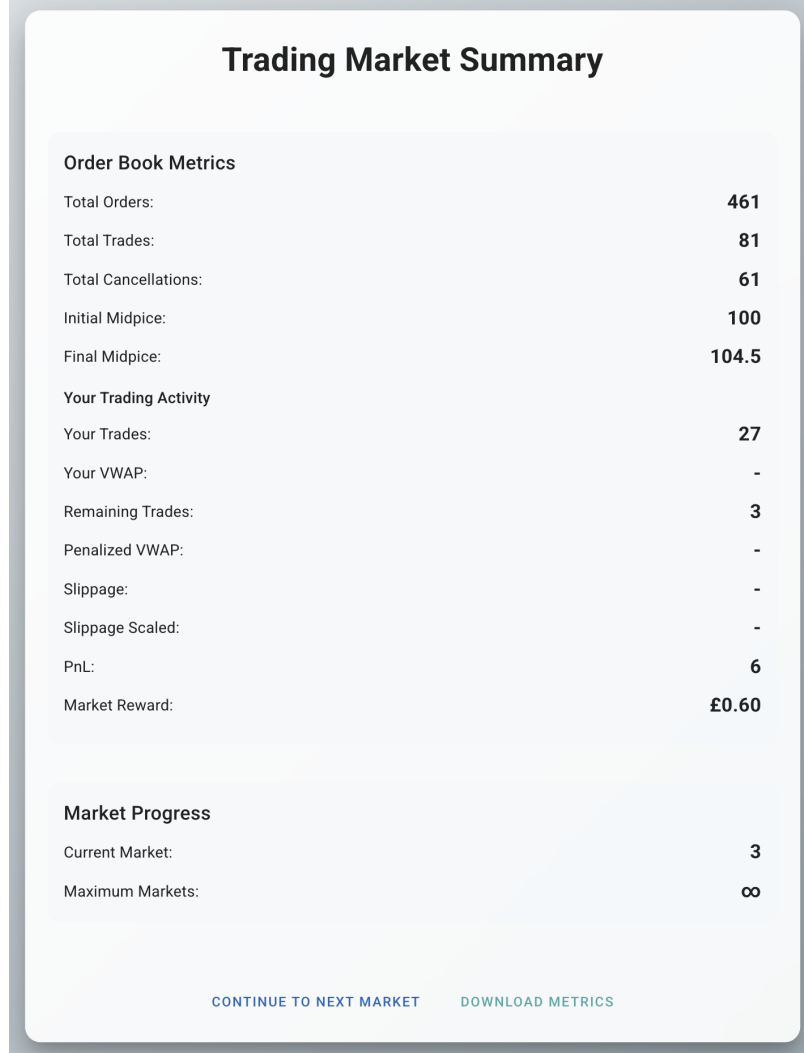 Trading Market Summary
Order Book Metrics
Total Orders: 461
Total Trades: 81
Total Cancellations: 61
Initial Midpice: 100
Final Midpice: 104.5
Your Trading Activity
Your Trades: 27
Your VWAP: -
Remaining Trades: 3
Penalized VWAP: -
Slippage: -
Slippage Scaled: -
PnL: 6
Market Reward: £0.60
Market Progress
Current Market: 3
Maximum Markets: ∞
CONTINUE TO NEXT MARKET DOWNLOAD METRICS